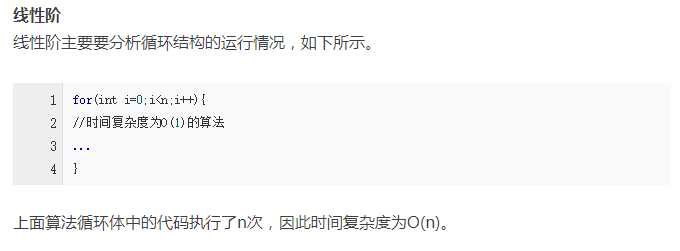 线性阶
线性阶主要要分析循环结构的运行情况，如下所示。
1 for(int i=0;i<n;i++){
2 //时间复杂度为O(1)的算法
3 ...
4 }
上面算法循环体中的代码执行了n次，因此时间复杂度为O(n)。